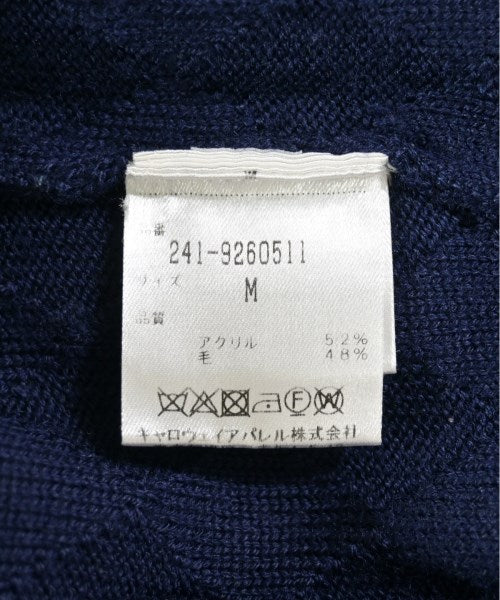 品番
241-9260511
サイズ
M
品質
アクリル 52%
毛 48%
F W
キャロウェイアパレル株式会社